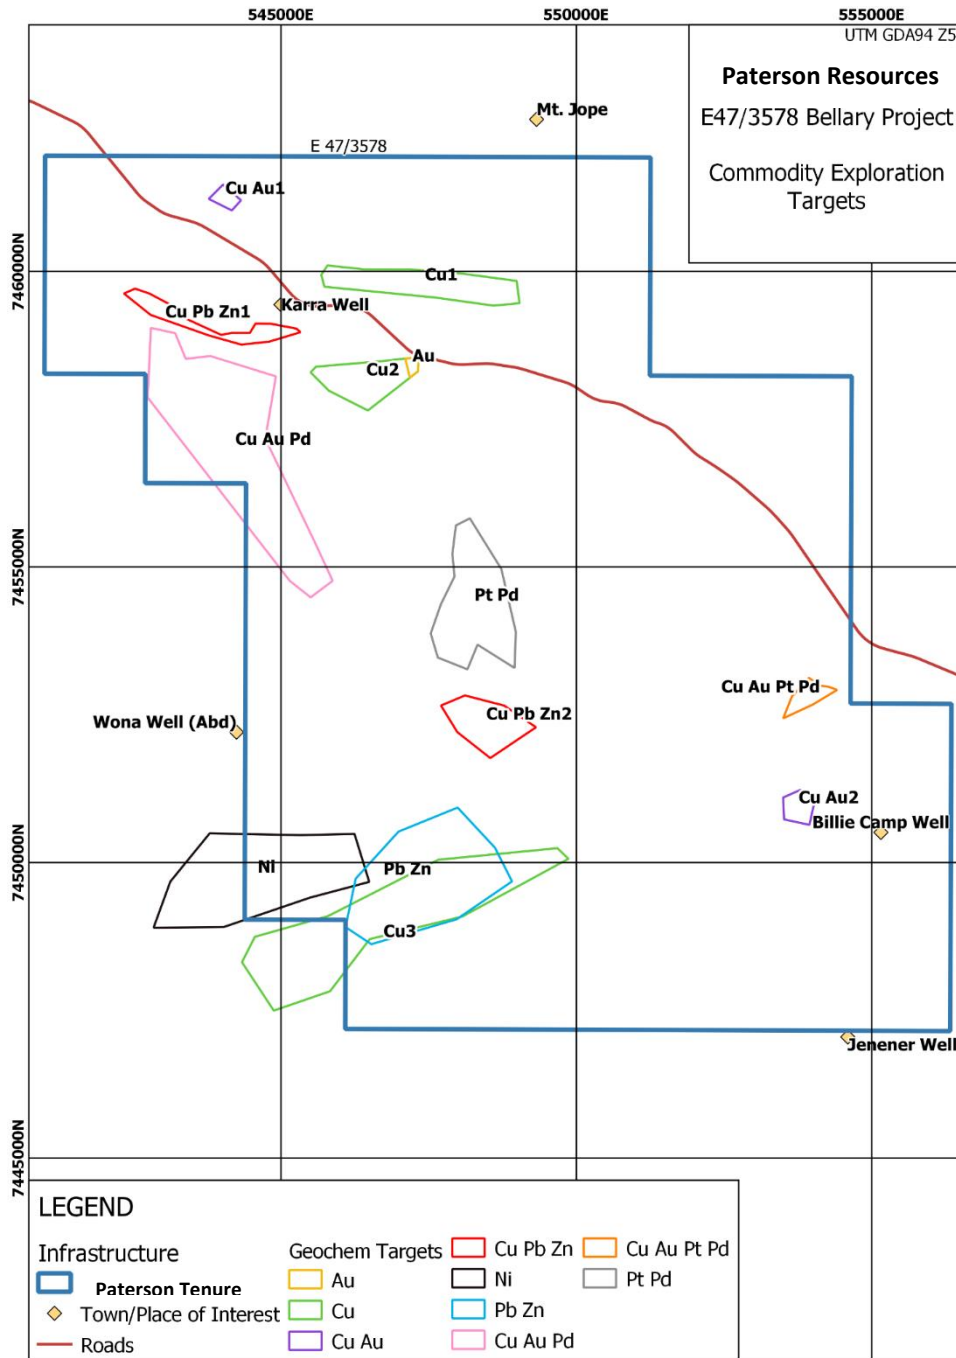 545000E
550000E
555000E
UTM GDA94 Z5
Paterson Resources
E47/3578 Bellary Project
Commodity Exploration
Targets
Mt. Jope
E 47/3578
Cu Au1
7460000N
Cu1
Karra Well
Cu Pb Zn1
Au
Cu2
Cu Au Pd
7455000N
Pt Pd
Cu Au Pt Pd
Cu Pb Zn2
Wona Well (Abd)
Cu Au2
Billie Camp Well
7450000N
Ni
Pb Zn
Cu3
Jenener Well
7445000N
LEGEND
Infrastructure
Paterson Tenure
Town/Place of Interest
Roads
Geochem Targets
Au
Cu
Cu Au
Cu Pb Zn
Ni
Pb Zn
Cu Au Pd
Cu Au Pt Pd
Pt Pd